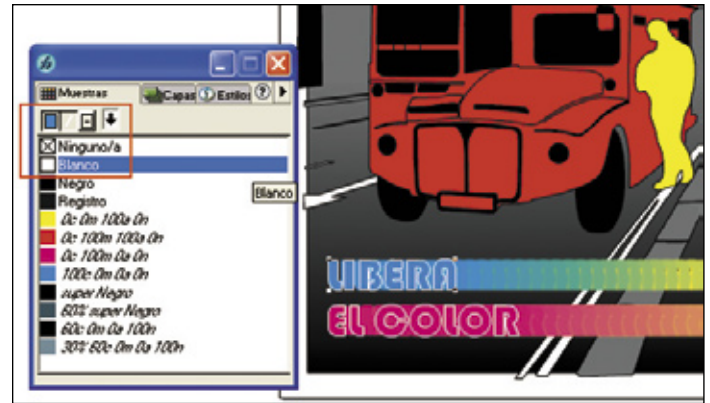 Muestras Capas Estilos ?
Ninguno/a
Blanco
Negro
Registro
0c 0m 100a 0n
0c 100m 100a 0n
0c 100m 0a 0n
100c 0m 0a 0n
super Negro
60% super Negro
60c 0m 0a 100n
30% 60c 0m 0a 100n
Blanco
LIBERA
EL COLOR